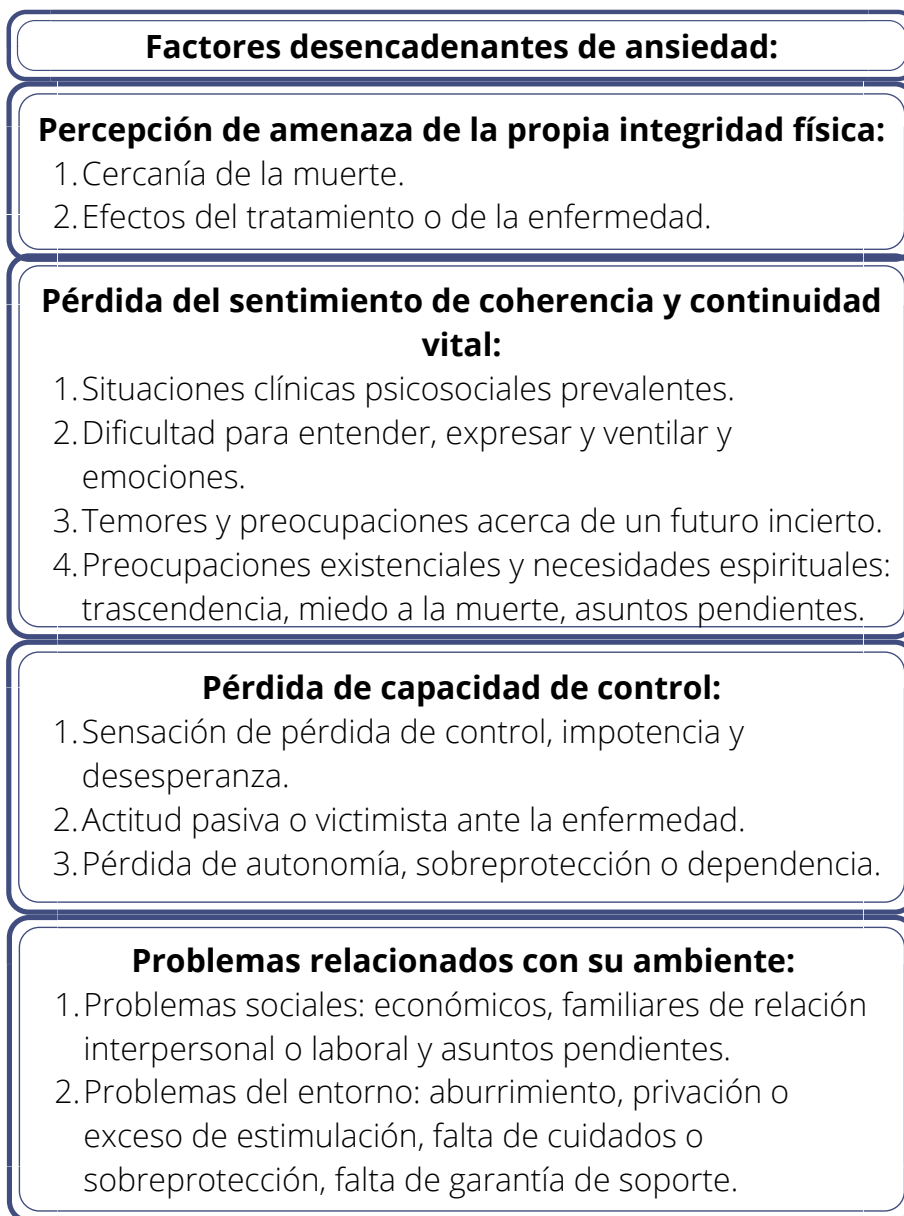 Factores desencadenantes de ansiedad:
Percepción de amenaza de la propia integridad física:
1. Cercanía de la muerte.
2. Efectos del tratamiento o de la enfermedad.
Pérdida del sentimiento de coherencia y continuidad
vital:
1. Situaciones clínicas psicosociales prevalentes.
2. Dificultad para entender, expresar y ventilar y
emociones.
3. Temores y preocupaciones acerca de un futuro incierto.
4. Preocupaciones existenciales y necesidades espirituales:
trascendencia, miedo a la muerte, asuntos pendientes.
Pérdida de capacidad de control:
1. Sensación de pérdida de control, impotencia y
desesperanza.
2. Actitud pasiva o victimista ante la enfermedad.
3. Pérdida de autonomía, sobreprotección o dependencia.
Problemas relacionados con su ambiente:
1. Problemas sociales: económicos, familiares de relación
interpersonal o laboral y asuntos pendientes.
2. Problemas del entorno: aburrimiento, privación o
exceso de estimulación, falta de cuidados o
sobreprotección, falta de garantía de soporte.